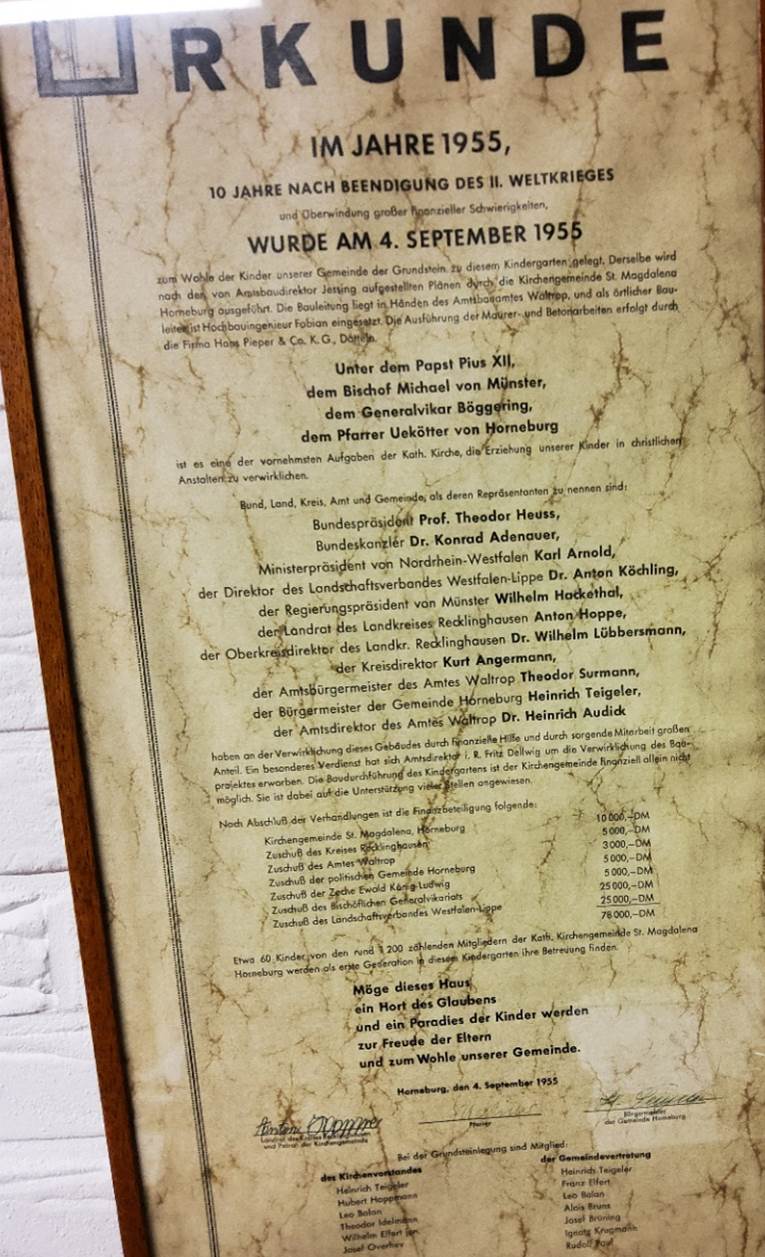 URKUNDE
IM JAHRE 1955,
10 JAHRE NACH BEENDIGUNG DES II. WELTKRIEGES
und Überwindung großer finanzieller Schwierigkeiten,
WURDE AM 4. SEPTEMBER 1955
zum Wohle der Kinder unserer Gemeinde der Grundstein zu diesem Kindergarten gelegt. Derselbe wird
nach den von Amtsbaudirektor Jessing aufgestellten Plänen durch die Kirchengemeinde St. Magdalena
Horneburg ausgeführt. Die Bauleitung liegt in Händen des Amtsbauamtes Waltrop, und als örtlicher Bau-
leiter ist Hochbauingenieur Fobian eingesetzt. Die Ausführung der Maurer- und Betonarbeiten erfolgt durch
die Firma Hans Pieper & Co. K. G., Datteln.
Unter dem Papst Pius XII,
dem Bischof Michael von Münster,
dem Generalvikar Böggering,
dem Pfarrer Uekötter von Horneburg
ist es eine der vornehmsten Aufgaben der Kath. Kirche, die Erziehung unserer Kinder in christlichen
Anstalten zu verwirklichen.
Bund, Land, Kreis, Amt und Gemeinde, als deren Repräsentanten zu nennen sind:
Bundespräsident Prof. Theodor Heuss,
Bundeskanzler Dr. Konrad Adenauer,
Ministerpräsident von Nordrhein-Westfalen Karl Arnold,
der Direktor des Landschaftsverbandes Westfalen-Lippe Dr. Anton Köchling,
der Regierungspräsident von Münster Wilhelm Hackethal,
der Landrat des Landkreises Recklinghausen Anton Hoppe,
der Oberkreisdirektor des Landkr. Recklinghausen Dr. Wilhelm Lübbersmann,
der Kreisdirektor Kurt Angermann,
der Amtsbürgermeister des Amtes Waltrop Theodor Surmann,
der Bürgermeister der Gemeinde Horneburg Heinrich Teigeler,
der Amtsdirektor des Amtes Waltrop Dr. Heinrich Audick
haben an der Verwirklichung dieses Gebäudes durch finanzielle Hilfe und durch sorgende Mitarbeit großen
Anteil. Ein besonderes Verdienst hat sich Amtsdirektor i. R. Fritz Dellwig um die Verwirklichung des Bau-
projektes erworben. Die Baudurchführung des Kindergartens ist der Kirchengemeinde finanziell allein nicht
möglich. Sie ist dabei auf die Unterstützung vieler Stellen angewiesen.
Nach Abschluß der Verhandlungen ist die Finanzbeteiligung folgende:
Kirchengemeinde St. Magdalena, Horneburg 10 000,–DM
Zuschuß des Kreises Recklinghausen 5 000,–DM
Zuschuß des Amtes Waltrop 3 000,–DM
Zuschuß der politischen Gemeinde Horneburg 5 000,–DM
Zuschuß der Zeche Ewald König Ludwig 5 000,–DM
Zuschuß des Bischöflichen Generalvikariats 25 000,–DM
Zuschuß des Landschaftsverbandes Westfalen-Lippe 25 000,–DM
78 000,–DM
Etwa 60 Kinder von den rund 1 200 zählenden Mitgliedern der Kath. Kirchengemeinde St. Magdalena
Horneburg werden als erste Generation in diesem Kindergarten ihre Betreuung finden.
Möge dieses Haus
ein Hort des Glaubens
und ein Paradies der Kinder werden
zur Freude der Eltern
und zum Wohle unserer Gemeinde.
Horneburg, den 4. September 1955
Anton Hoppe
Landrat des Kreises Recklinghausen
und Patron der Kirchengemeinde
Pfarrer
Bürgermeister
der Gemeinde Horneburg
Bei der Grundsteinlegung sind Mitglied:
des Kirchenvorstandes
Heinrich Teigeler
Hubert Hoppmann
Leo Balan
Theodor Idelmann
Wilhelm Elfert jun.
Josef Overhey
der Gemeindevertretung
Heinrich Teigeler
Franz Elfert
Leo Balan
Alois Bruns
Josef Brüning
Ignatz Krugmann
Rudolf Paul